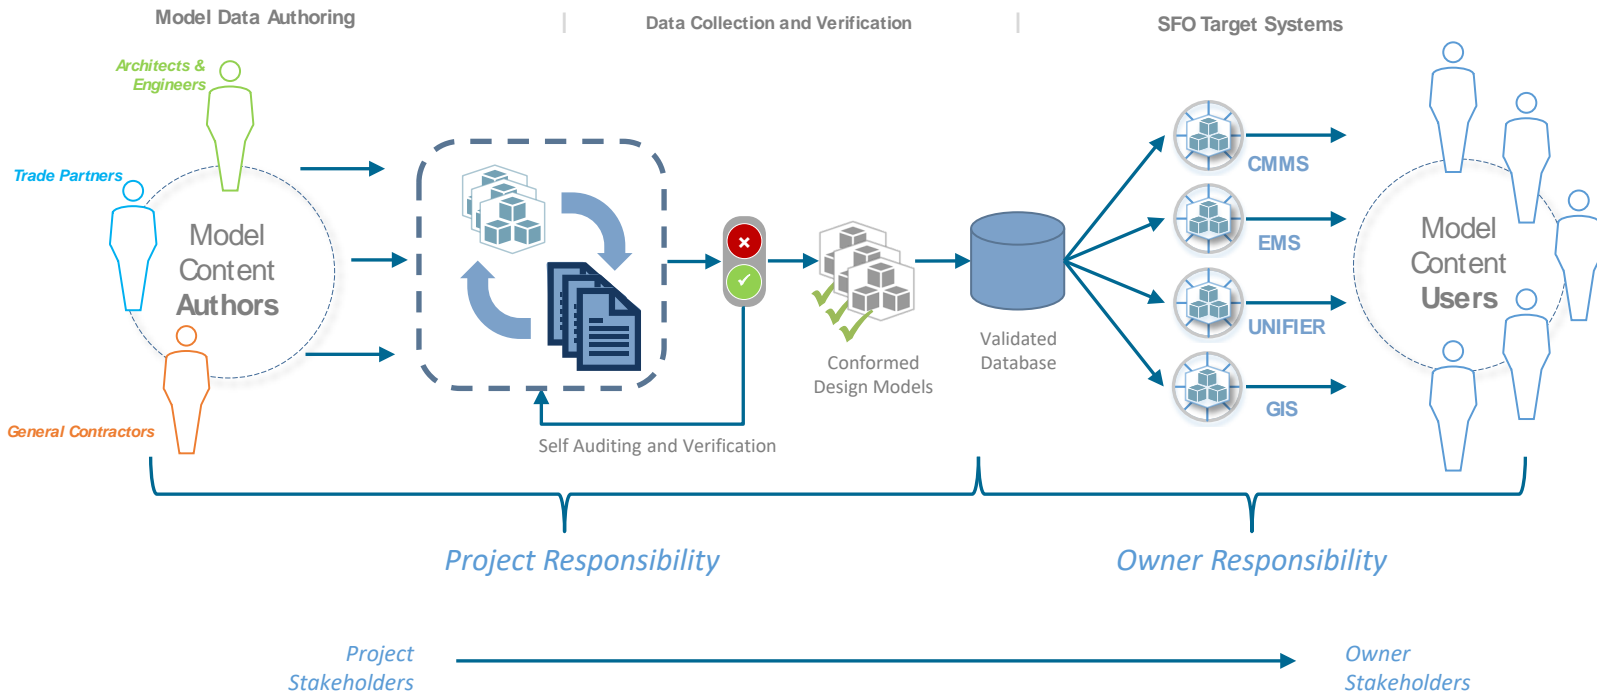 Model Data Authoring
Data Collection and Verification
SFO Target Systems
Architects &
Engineers
Trade Partners
General Contractors
Model
Content
Authors
Self Auditing and Verification
Conformed
Design Models
Validated
Database
CMMS
EMS
UNIFIER
GIS
Model
Content
Users
Project Responsibility
Owner Responsibility
Project
Stakeholders
Owner
Stakeholders